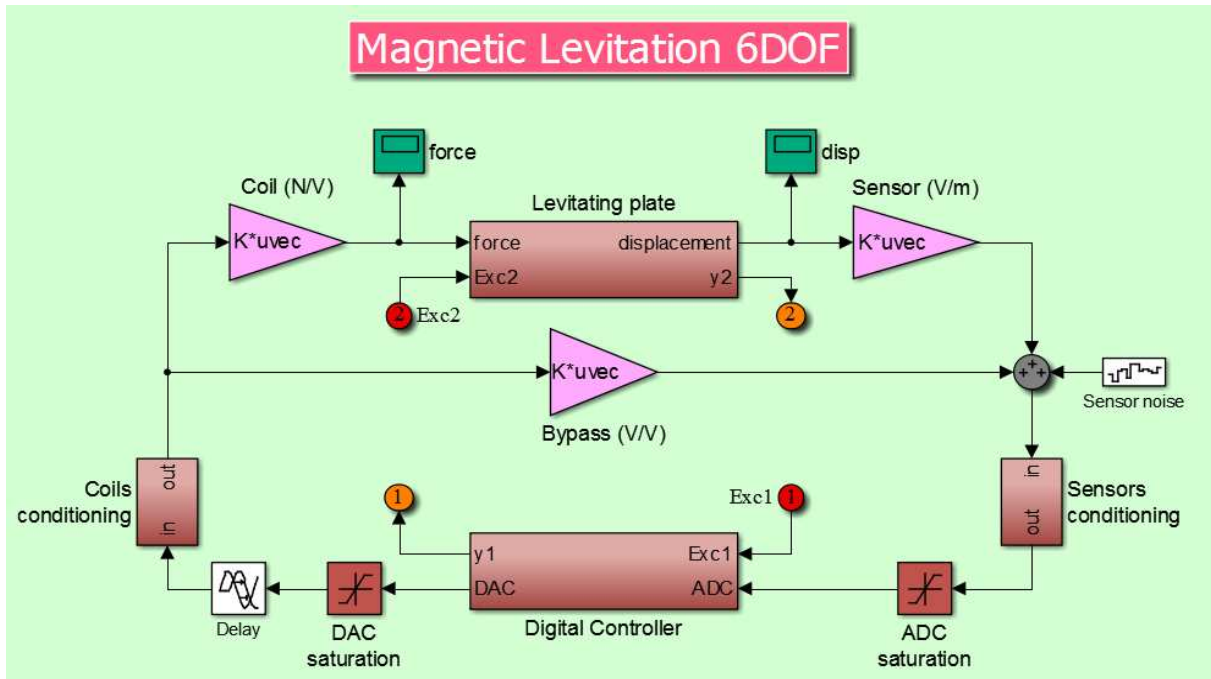 Magnetic Levitation 6DOF
force
disp
Coil (N/V)
Levitating plate
Sensor (V/m)
K*uvec
force
displacement
K*uvec
Exc2
y2
2
Exc2
2
K*uvec
Sensor noise
Bypass (V/V)
Coils
conditioning
out
in
1
Exc1
1
in
out
Sensors
conditioning
y1
Exc1
DAC
ADC
Delay
DAC
saturation
Digital Controller
ADC
saturation